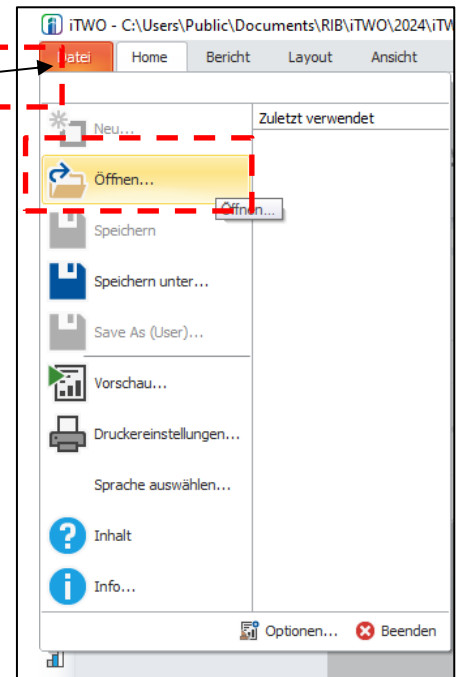 iTWO - C:\Users\Public\Documents\RIB\iTWO\2024\iTW
Datei Home Bericht Layout Ansicht
Neu...
Zuletzt verwendet
Öffnen...
Öffnen...
Speichern
Speichern unter...
Save As (User)...
Vorschau...
Druckereinstellungen...
Sprache auswählen...
Inhalt
Info...
Optionen... Beenden